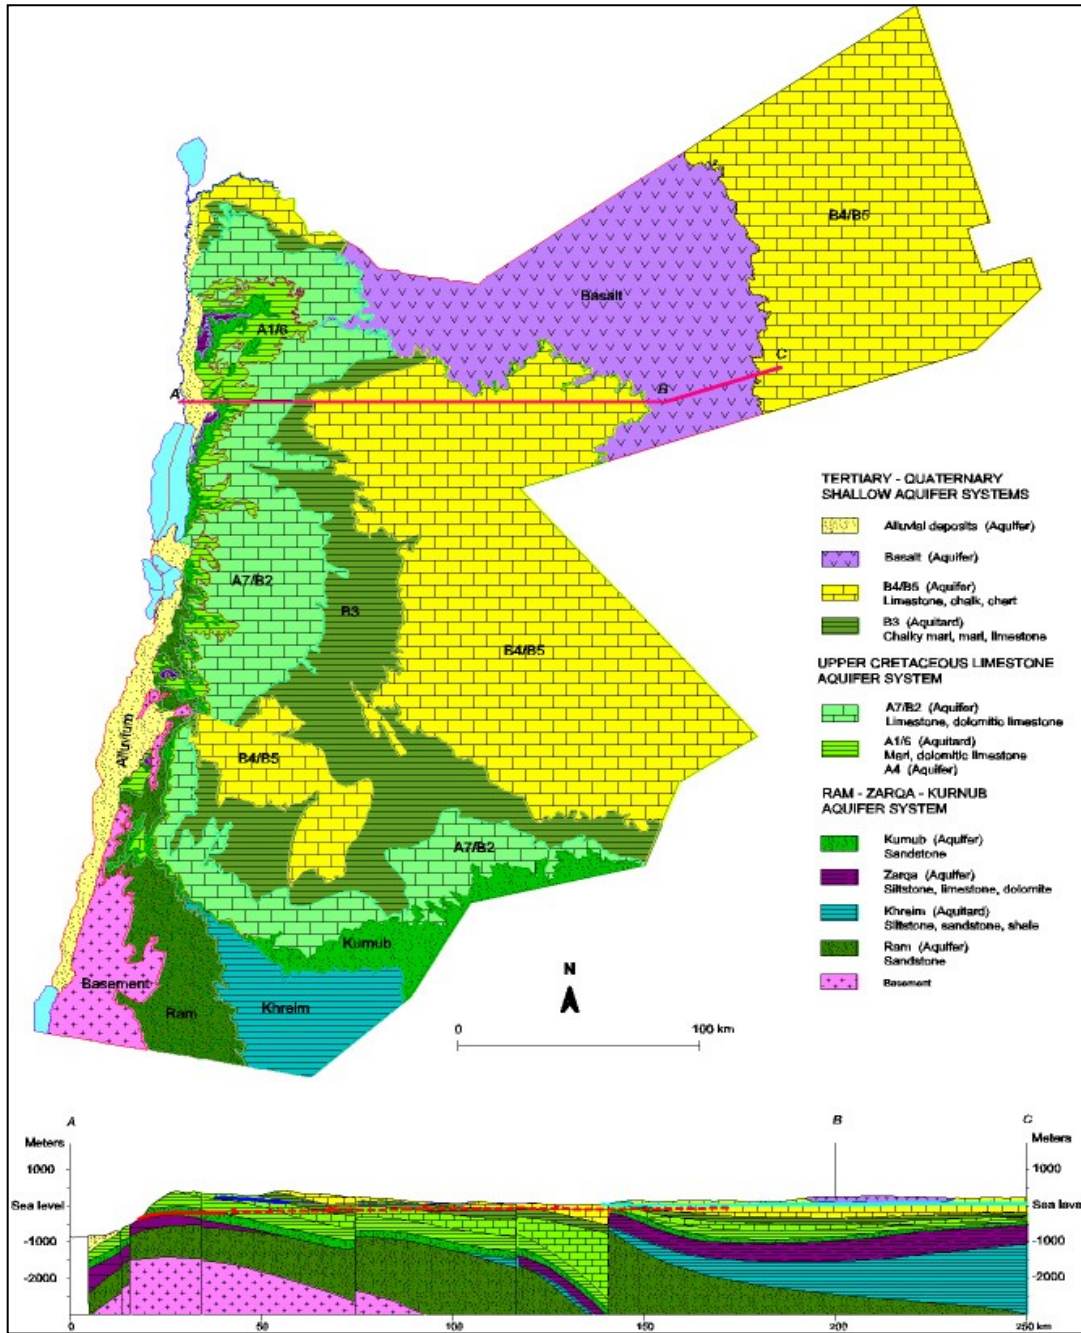 B4/B5
Basalt
A1/6
C
A
B
TERTIARY - QUATERNARY
SHALLOW AQUIFER SYSTEMS
Alluvial deposits (Aquifer)
Basalt (Aquifer)
B4/B5 (Aquifer)
Limestone, chalk, chert
B3 (Aquitard)
Chalky marl, marl, limestone
UPPER CRETACEOUS LIMESTONE
AQUIFER SYSTEM
A7/B2 (Aquifer)
Limestone, dolomitic limestone
A1/6 (Aquitard)
Marl, dolomitic limestone
A4 (Aquifer)
RAM - ZARQA - KURNUB
AQUIFER SYSTEM
Kurnub (Aquifer)
Sandstone
Zarqa (Aquifer)
Siltstone, limestone, dolomite
Khreim (Aquitard)
Siltstone, sandstone, shale
Ram (Aquifer)
Sandstone
Basement
A7/B2
B3
B4/B5
Alluvium
B4/B5
A7/B2
Kurnub
Basement
Ram
Khreim
N
0 100 km
A B C
Meters Meters
1000 1000
Sea level Sea level
-1000 -1000
-2000 -2000
0 50 100 150 200 250 km